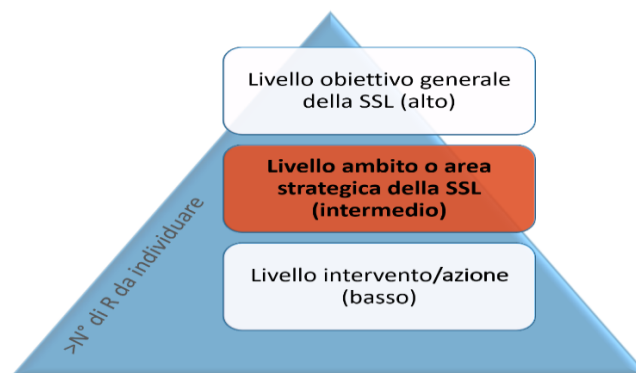 Livello obiettivo generale
della SSL (alto)
Livello ambito o area
strategica della SSL
(intermedio)
Livello intervento/azione
(basso)
>N° di R da individuare